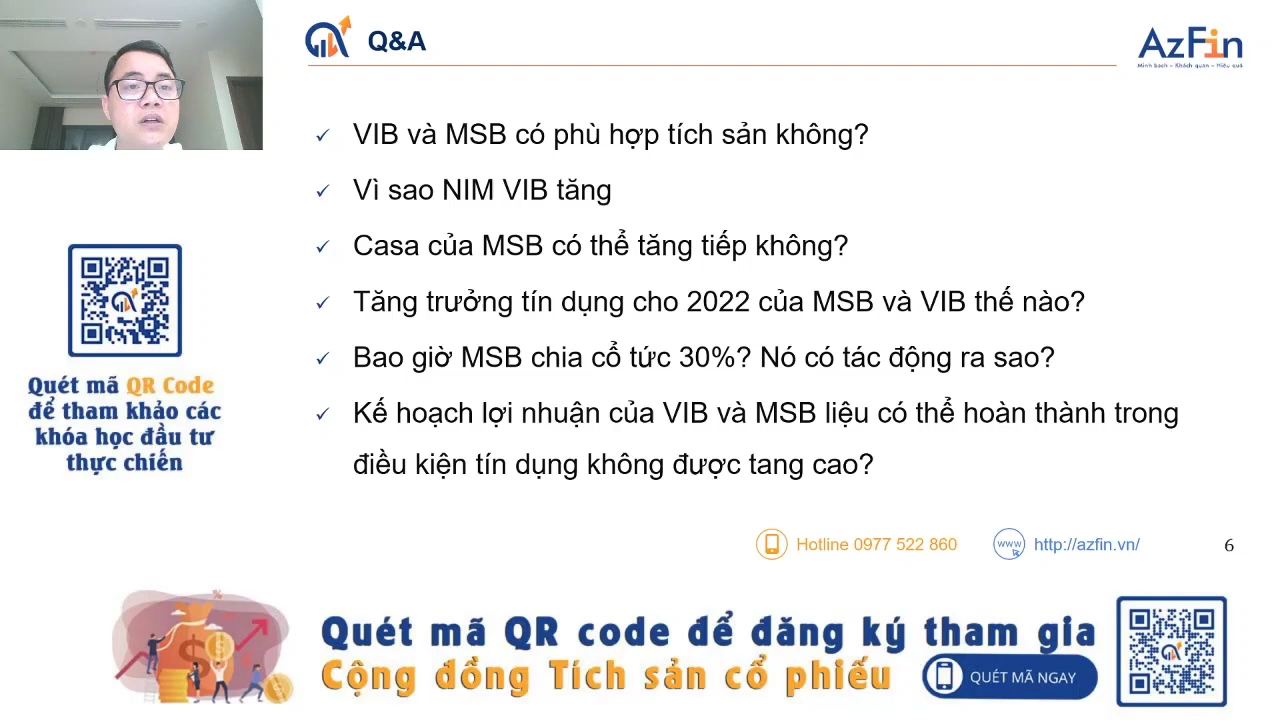 Q&A
AzFin
Minh bạch – Khách quan – Hiệu quả
VIB và MSB có phù hợp tích sản không?
Vì sao NIM VIB tăng
Casa của MSB có thể tăng tiếp không?
Tăng trưởng tín dụng cho 2022 của MSB và VIB thế nào?
Bao giờ MSB chia cổ tức 30%? Nó có tác động ra sao?
Kế hoạch lợi nhuận của VIB và MSB liệu có thể hoàn thành trong
điều kiện tín dụng không được tang cao?
Quét mã QR Code
để tham khảo các
khóa học đầu tư
thực chiến
Hotline 0977 522 860
www
http://azfin.vn/
6
Quét mã QR code để đăng ký tham gia
Cộng đồng Tích sản cổ phiếu
QUÉT MÃ NGAY